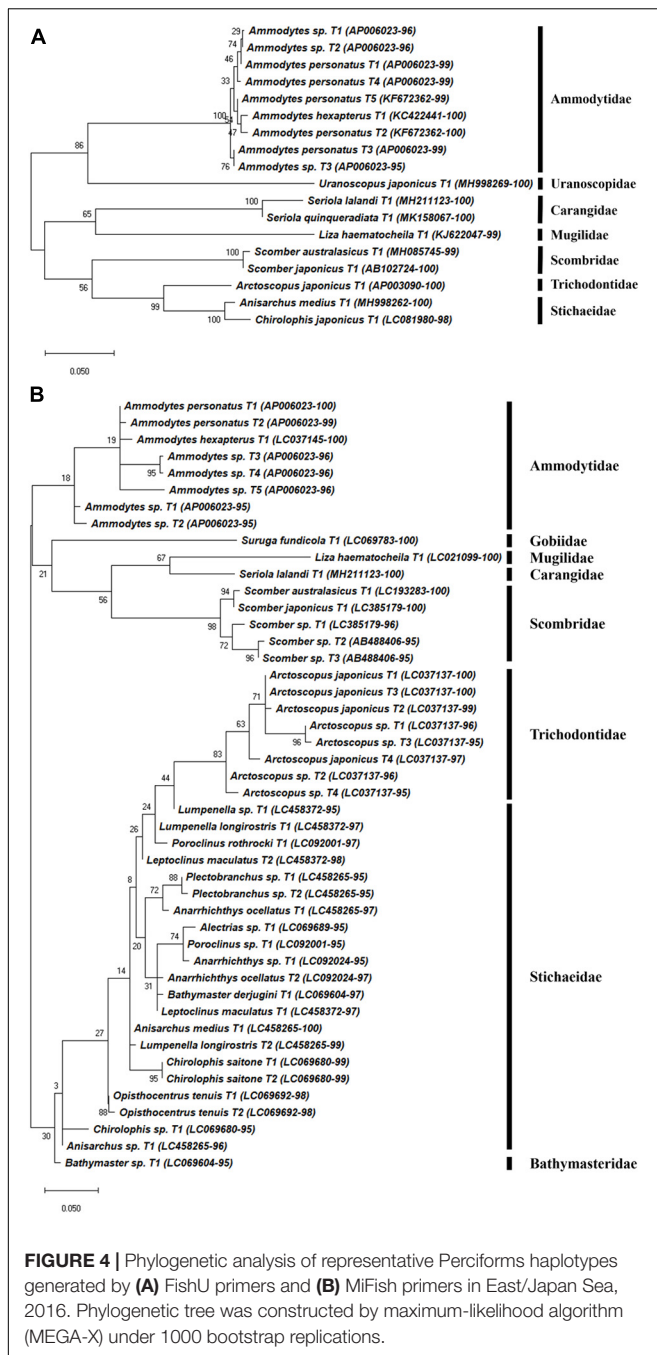 A
29
Ammodytes sp. T1 (AP006023-96)
74
Ammodytes sp. T2 (AP006023-96)
46
Ammodytes personatus T1 (AP006023-99)
33
Ammodytes personatus T4 (AP006023-99)
Ammodytes personatus T5 (KF672362-99)
100
54
Ammodytes hexapterus T1 (KC422441-100)
47
Ammodytes personatus T2 (KF672362-100)
Ammodytes personatus T3 (AP006023-99)
76
Ammodytes sp. T3 (AP006023-95)
Ammodytidae
86
Uranoscopus japonicus T1 (MH998269-100)
Uranoscopidae
Seriola lalandi T1 (MH211123-100)
100
Seriola quinqueradiata T1 (MK158067-100)
Carangidae
65
Liza haematocheila T1 (KJ622047-99)
Mugilidae
Scomber australasicus T1 (MH085745-99)
100
Scomber japonicus T1 (AB102724-100)
Scombridae
56
Arctoscopus japonicus T1 (AP003090-100)
Trichodontidae
99
Anisarchus medius T1 (MH998262-100)
100
Chirolophis japonicus T1 (LC081980-98)
Stichaeidae
0.050
B
Ammodytes personatus T1 (AP006023-100)
Ammodytes personatus T2 (AP006023-99)
19
Ammodytes hexapterus T1 (LC037145-100)
Ammodytes sp. T3 (AP006023-96)
95
Ammodytes sp. T4 (AP006023-96)
18
Ammodytes sp. T5 (AP006023-96)
Ammodytes sp. T1 (AP006023-95)
Ammodytes sp. T2 (AP006023-95)
Ammodytidae
Suruga fundicola T1 (LC069783-100)
Gobiidae
21
67
Liza haematocheila T1 (LC021099-100)
Mugilidae
Seriola lalandi T1 (MH211123-100)
Carangidae
56
94
Scomber australasicus T1 (LC193283-100)
Scomber japonicus T1 (LC385179-100)
98
Scomber sp. T1 (LC385179-96)
72
Scomber sp. T2 (AB488406-95)
96
Scomber sp. T3 (AB488406-95)
Scombridae
Arctoscopus japonicus T1 (LC037137-100)
71
Arctoscopus japonicus T3 (LC037137-100)
Arctoscopus japonicus T2 (LC037137-99)
63
Arctoscopus sp. T1 (LC037137-96)
96
Arctoscopus sp. T3 (LC037137-95)
83
Arctoscopus japonicus T4 (LC037137-97)
Arctoscopus sp. T2 (LC037137-96)
44
Arctoscopus sp. T4 (LC037137-95)
Trichodontidae
24
Lumpenella sp. T1 (LC458372-95)
26
Lumpenella longirostris T1 (LC458372-97)
Poroclinus rothrocki T1 (LC092001-97)
Leptoclinus maculatus T2 (LC458372-98)
8
88
Plectobranchus sp. T1 (LC458265-95)
72
Plectobranchus sp. T2 (LC458265-95)
Anarrhichthys ocellatus T1 (LC458265-97)
20
Alectrias sp. T1 (LC069689-95)
74
Poroclinus sp. T1 (LC092001-95)
Anarrhichthys sp. T1 (LC092024-95)
14
31
Anarrhichthys ocellatus T2 (LC092024-97)
Bathymaster derjugini T1 (LC069604-97)
Leptoclinus maculatus T1 (LC458372-97)
Anisarchus medius T1 (LC458265-100)
Lumpenella longirostris T2 (LC458265-99)
27
Chirolophis saitone T1 (LC069680-99)
95
Chirolophis saitone T2 (LC069680-99)
3
Opisthocentrus tenuis T1 (LC069692-98)
88
Opisthocentrus tenuis T2 (LC069692-98)
Chirolophis sp. T1 (LC069680-95)
30
Anisarchus sp. T1 (LC458265-96)
Stichaeidae
Bathymaster sp. T1 (LC069604-95)
Bathymasteridae
0.050
FIGURE 4 | Phylogenetic analysis of representative Perciforms haplotypes
generated by (A) FishU primers and (B) MiFish primers in East/Japan Sea,
2016. Phylogenetic tree was constructed by maximum-likelihood algorithm
(MEGA-X) under 1000 bootstrap replications.